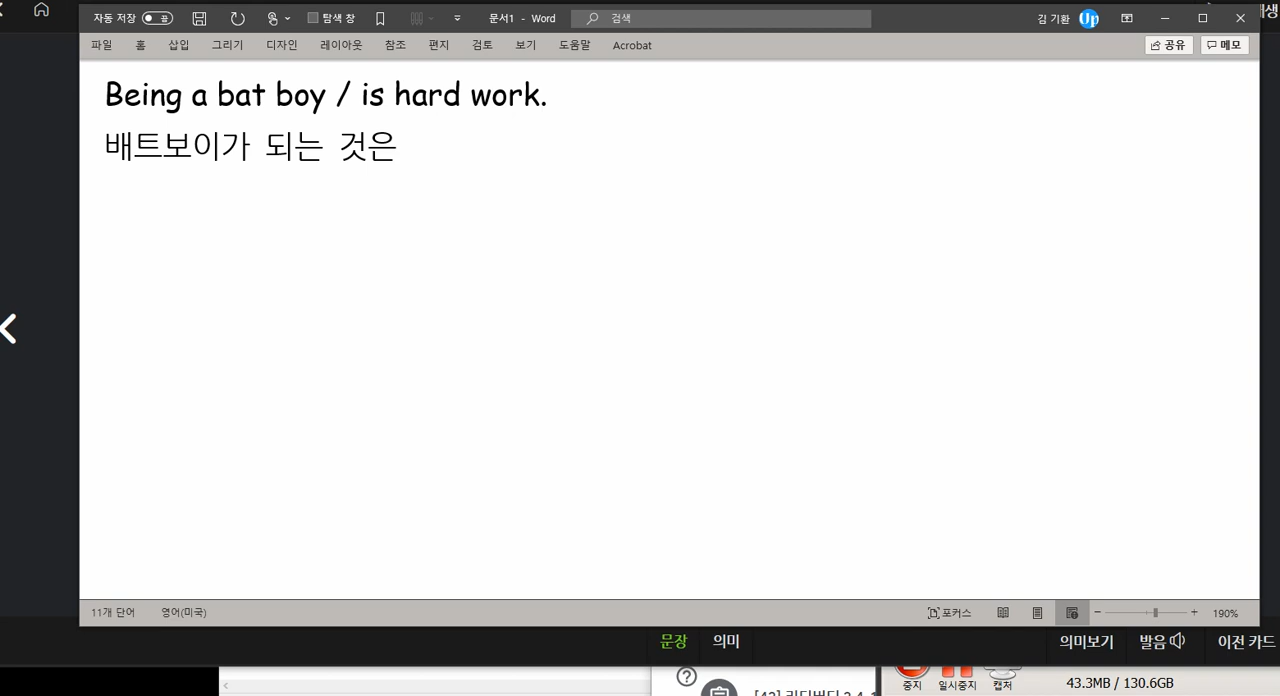 자동 저장 끔 탐색 창 문서1 - Word 검색 김 기환 Up
파일 홈 삽입 그리기 디자인 레이아웃 참조 편지 검토 보기 도움말 Acrobat 공유 메모
Being a bat boy / is hard work.
배트보이가 되는 것은
11개 단어 영어(미국) 포커스 190%
문장 의미 의미보기 발음 이전 카드
중지 일시중지 캡처 43.3MB / 130.6GB